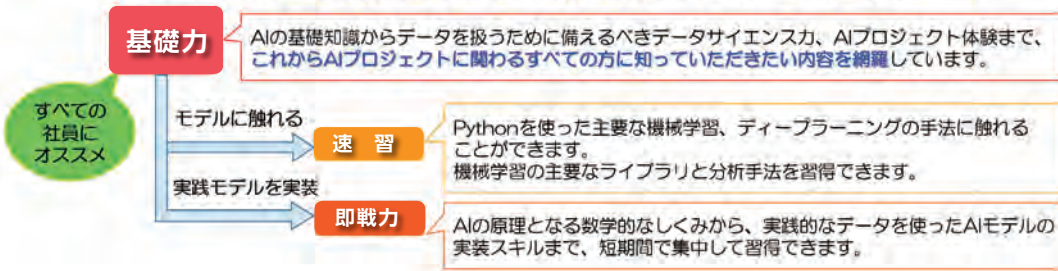 基礎力
AIの基礎知識からデータを扱うために備えるべきデータサイエンス力、AIプロジェクト体験まで、
これからAIプロジェクトに関わるすべての方に知っていただきたい内容を網羅しています。
すべての
社員に
オススメ
モデルに触れる
速 習
Pythonを使った主要な機械学習、ディープラーニングの手法に触れる
ことができます。
機械学習の主要なライブラリと分析手法を習得できます。
実践モデルを実装
即戦力
AIの原理となる数学的なしくみから、実践的なデータを使ったAIモデルの
実装スキルまで、短期間で集中して習得できます。